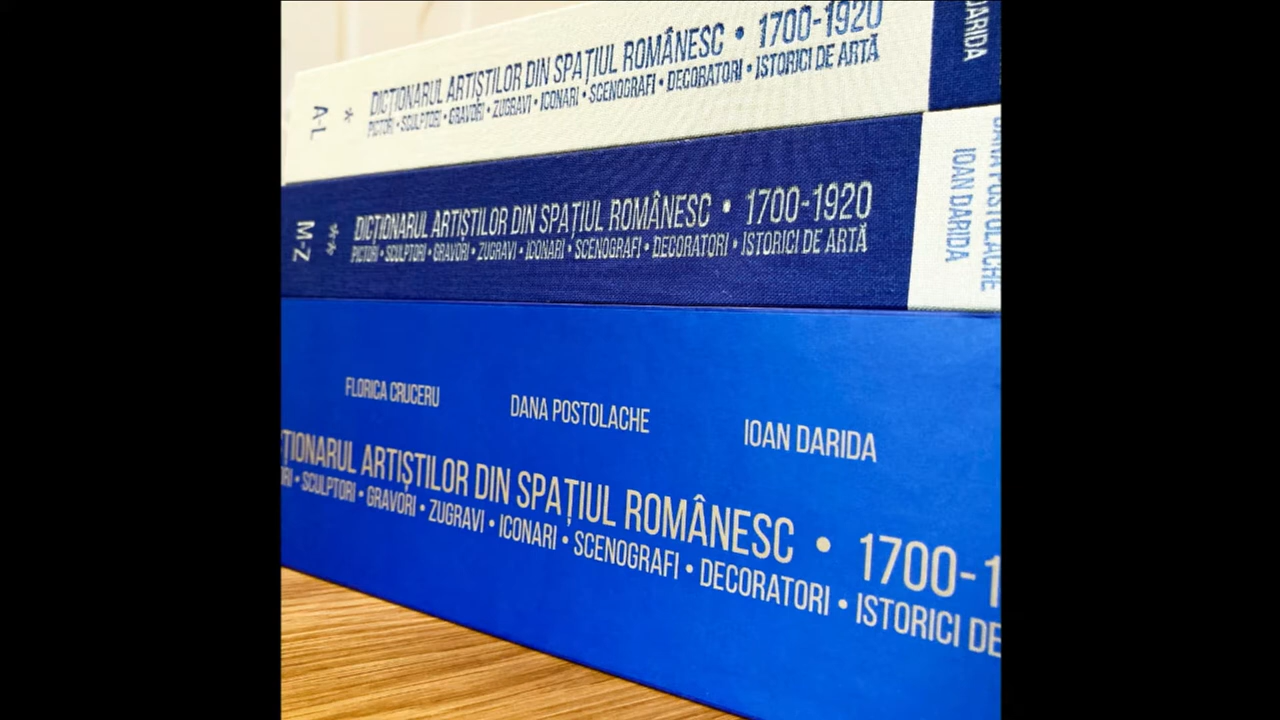 A-L
*
DICȚIONARUL ARTIȘTILOR DIN SPAȚIUL ROMÂNESC • 1700-1920
PICTORI • SCULPTORI • GRAVORI • ZUGRAVI • ICONARI • SCENOGRAFI • DECORATORI • ISTORICI DE ARTĂ
DARIDA
M-Z
**
DICȚIONARUL ARTIȘTILOR DIN SPAȚIUL ROMÂNESC • 1700-1920
PICTORI • SCULPTORI • GRAVORI • ZUGRAVI • ICONARI • SCENOGRAFI • DECORATORI • ISTORICI DE ARTĂ
DANA POSTOLACHE
IOAN DARIDA
FLORICA CRUCERU DANA POSTOLACHE IOAN DARIDA
ȚIONARUL ARTIȘTILOR DIN SPAȚIUL ROMÂNESC • 1700-1
ORI • SCULPTORI • GRAVORI • ZUGRAVI • ICONARI • SCENOGRAFI • DECORATORI • ISTORICI DE